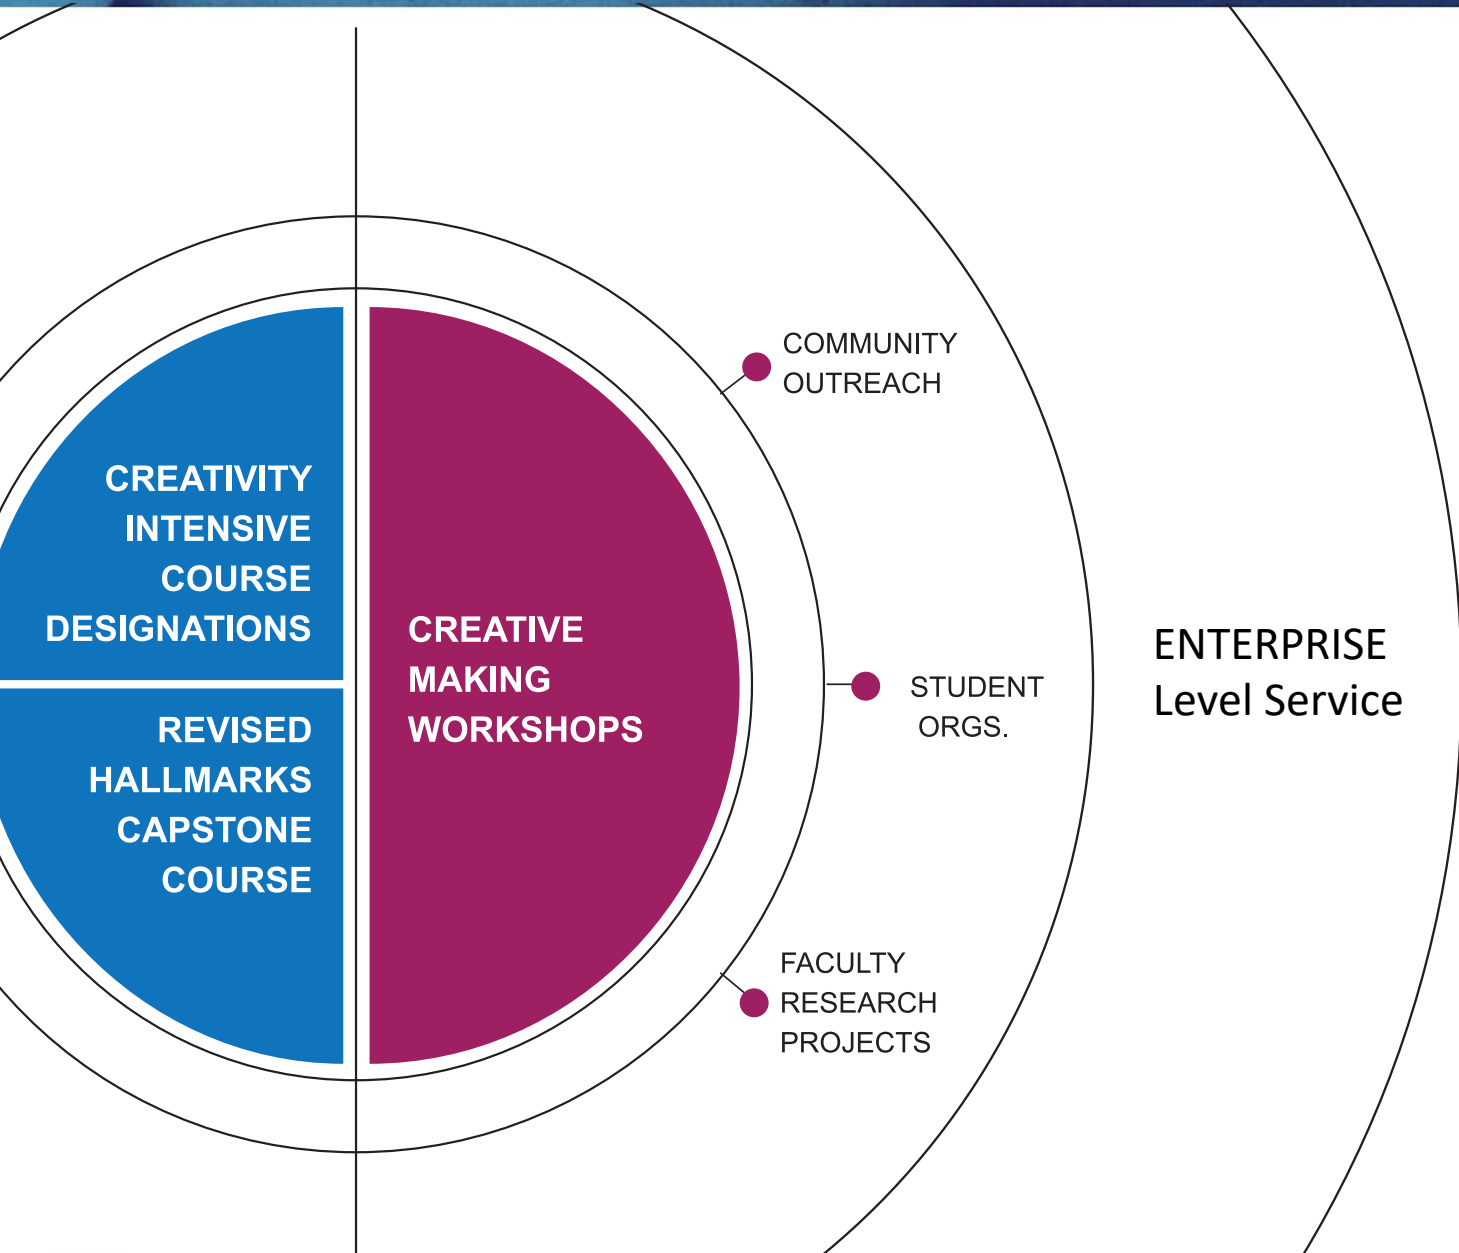 CREATIVITY
INTENSIVE
COURSE
DESIGNATIONS
REVISED
HALLMARKS
CAPSTONE
COURSE
CREATIVE
MAKING
WORKSHOPS
COMMUNITY
OUTREACH
STUDENT
ORGS.
FACULTY
RESEARCH
PROJECTS
ENTERPRISE
Level Service